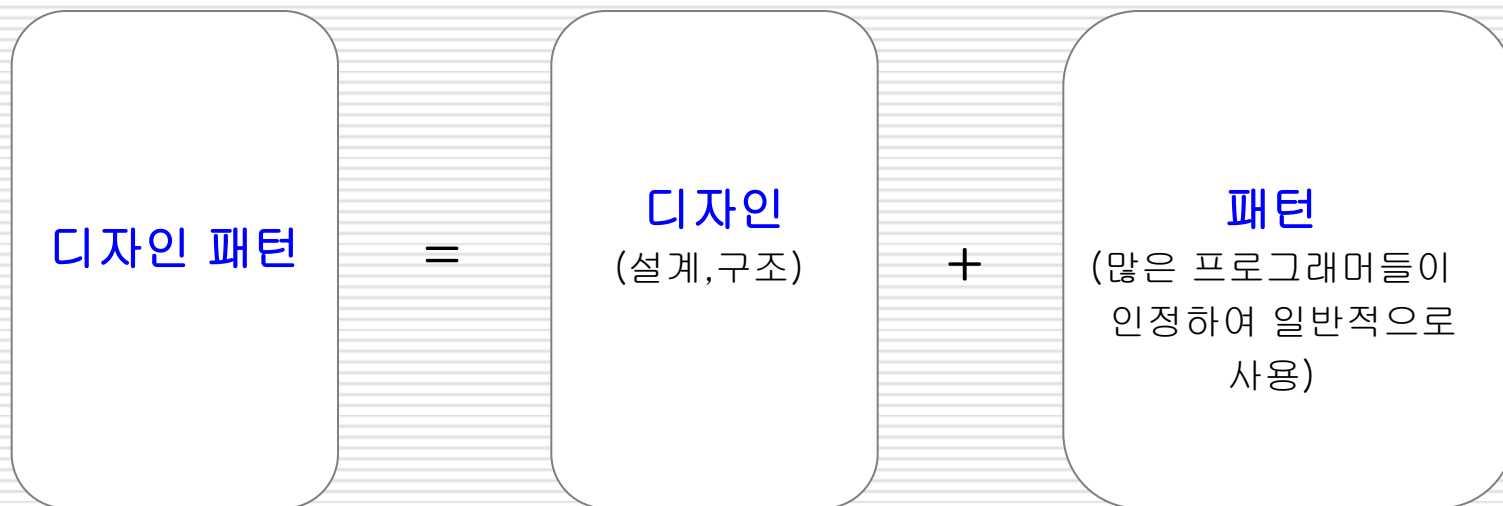 디자인 패턴
=
디자인
(설계,구조)
+
패턴
(많은 프로그래머들이
인정하여 일반적으로
사용)